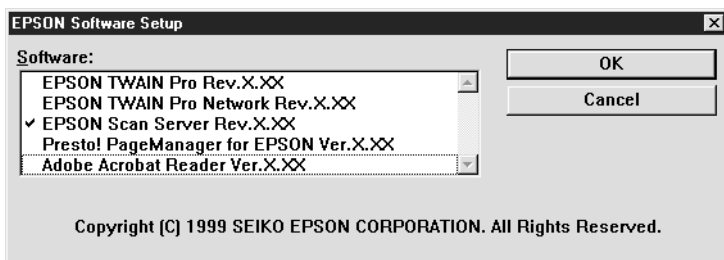 EPSON Software Setup
Software:
EPSON TWAIN Pro Rev.X.XX
EPSON TWAIN Pro Network Rev.X.XX
EPSON Scan Server Rev.X.XX
Presto! PageManager for EPSON Ver.X.XX
Adobe Acrobat Reader Ver.X.XX
OK
Cancel
Copyright (C) 1999 SEIKO EPSON CORPORATION. All Rights Reserved.